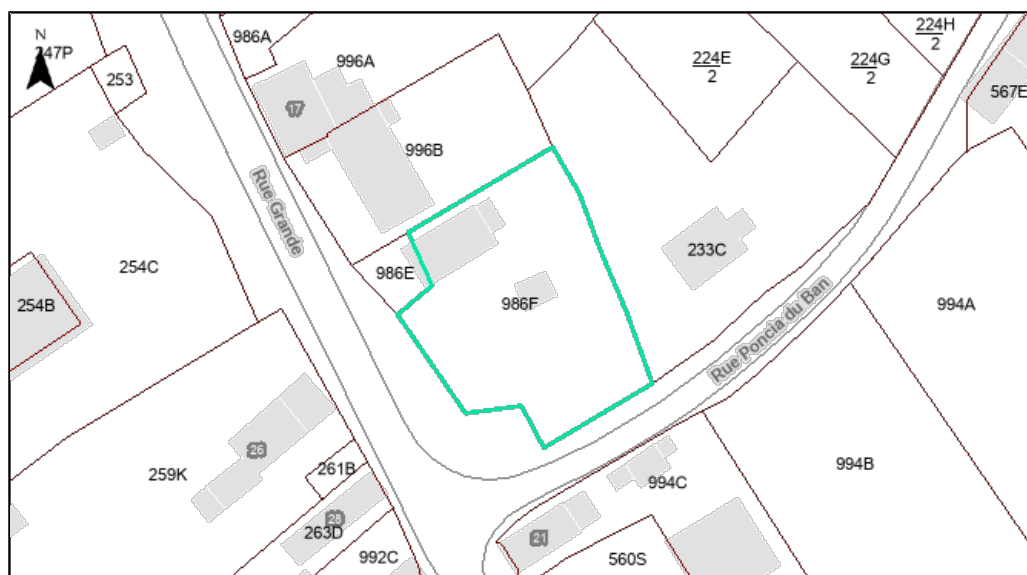 N
247P
253
986A
996A
17
996B
224E
2
224G
2
224H
2
567E
Rue Grande
254C
254B
986E
986F
233C
Rue Poncia du Ban
994A
994B
994C
259K
26
261B
28
263D
992C
21
560S